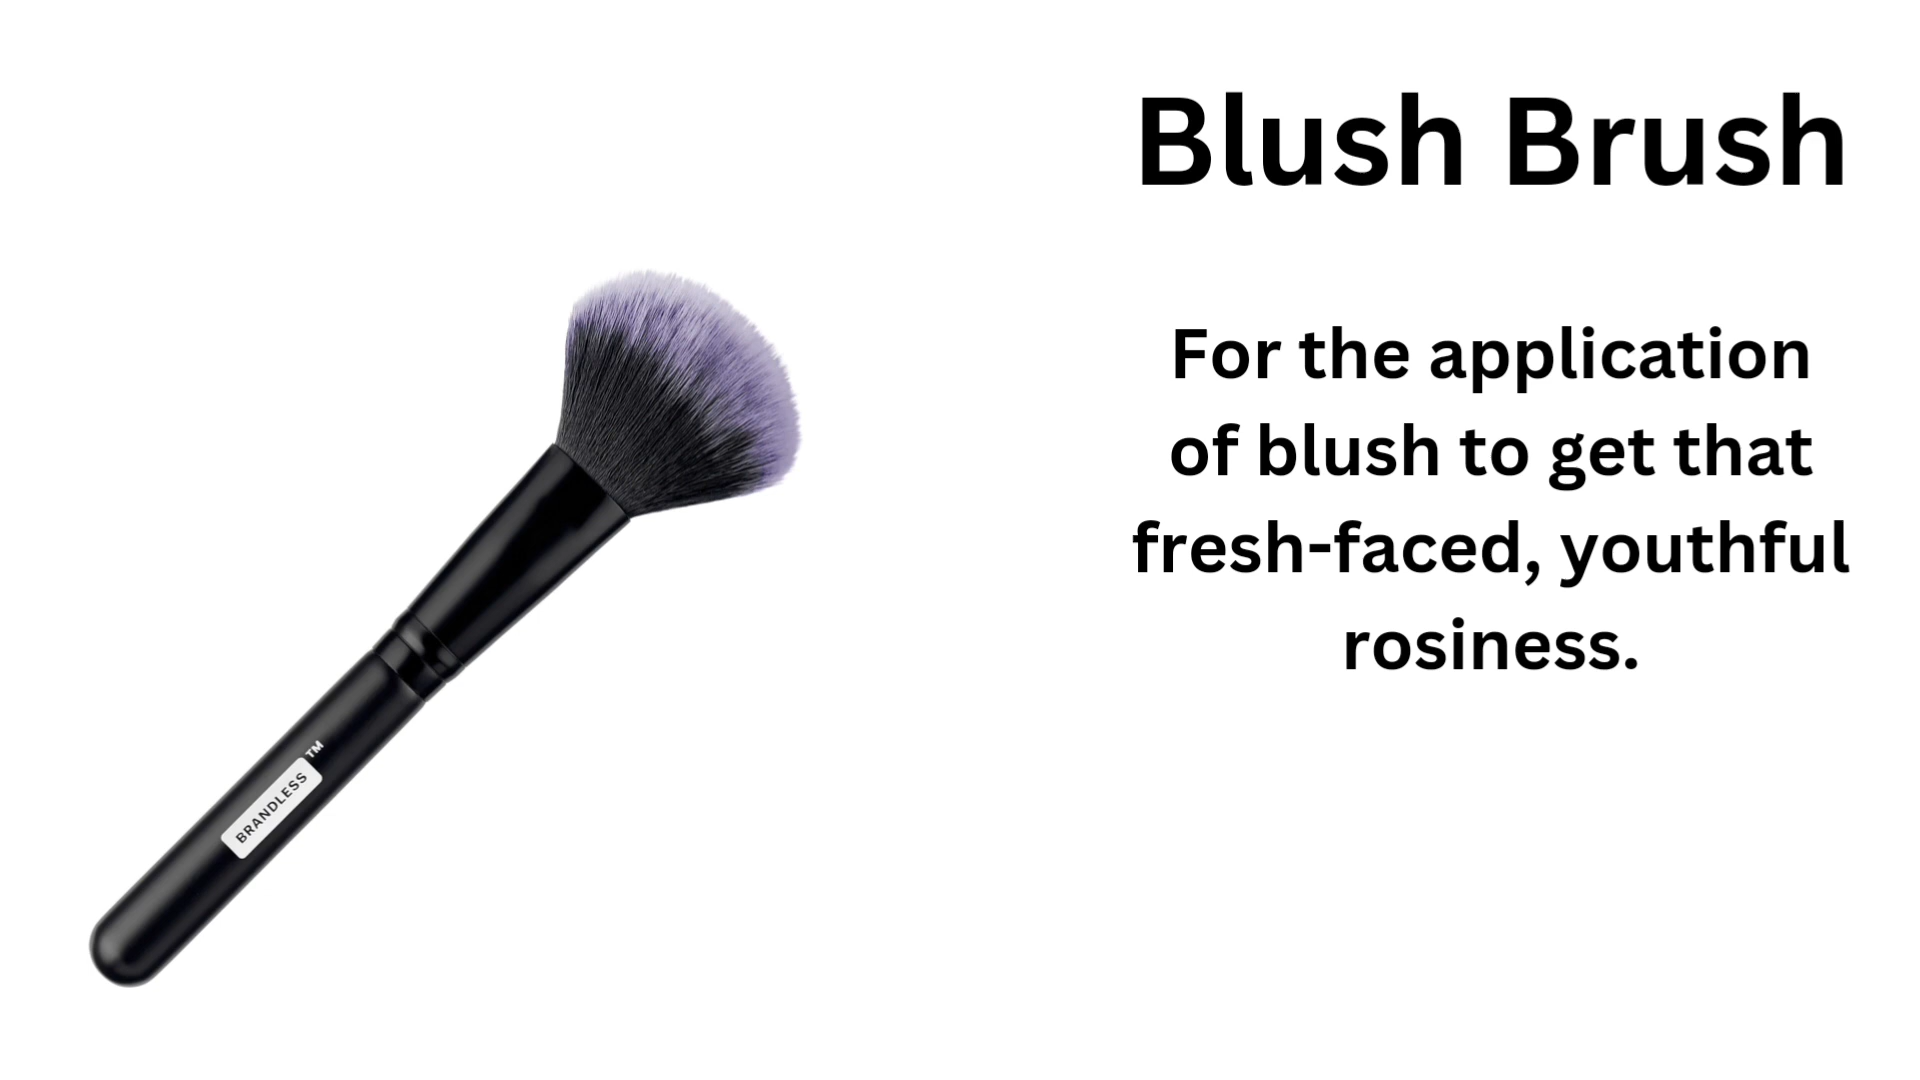 Blush Brush
For the application
of blush to get that
fresh-faced, youthful
rosiness.
BRANDLESS™